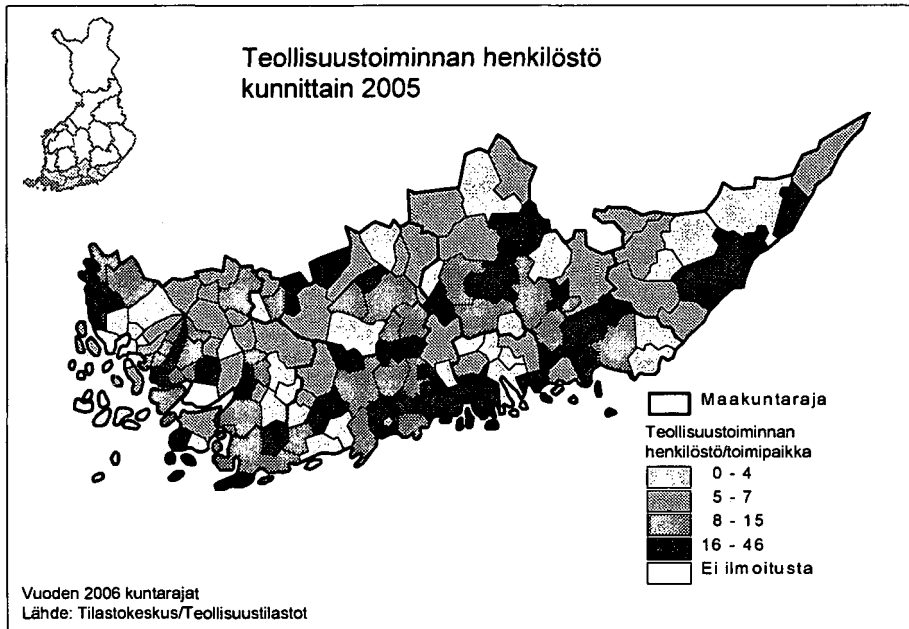 Teollisuustoiminnan henkilöstö
kunnittain 2005
Maakuntaraja
Teollisuustoiminnan
henkilöstö/toimipaikka
0 - 4
5 - 7
8 - 15
16 - 46
Ei ilmoitusta
Vuoden 2006 kuntarajat
Lähde: Tilastokeskus/Teollisuustilastot